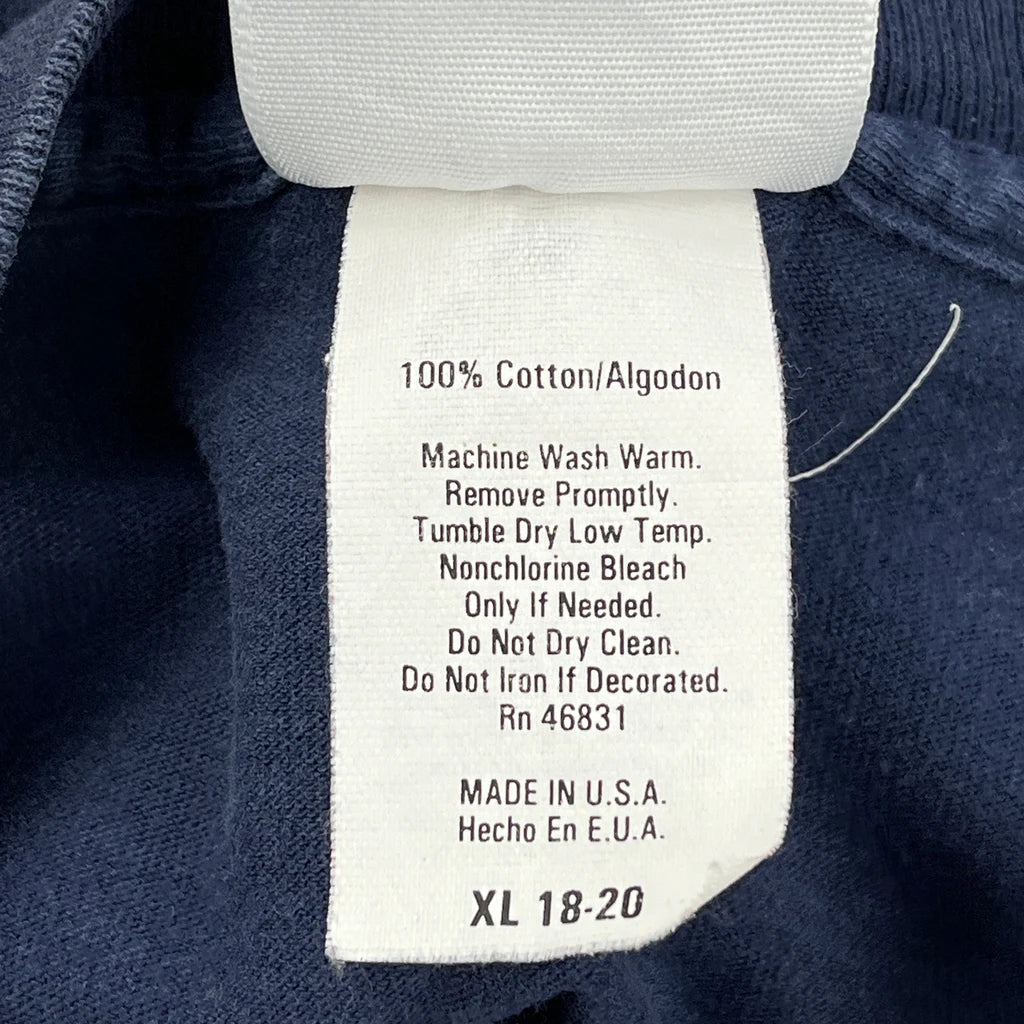 100% Cotton/Algodon
Machine Wash Warm.
Remove Promptly.
Tumble Dry Low Temp.
Nonchlorine Bleach
Only If Needed.
Do Not Dry Clean.
Do Not Iron If Decorated.
Rn 46831
MADE IN U.S.A.
Hecho En E.U.A.
XL 18-20